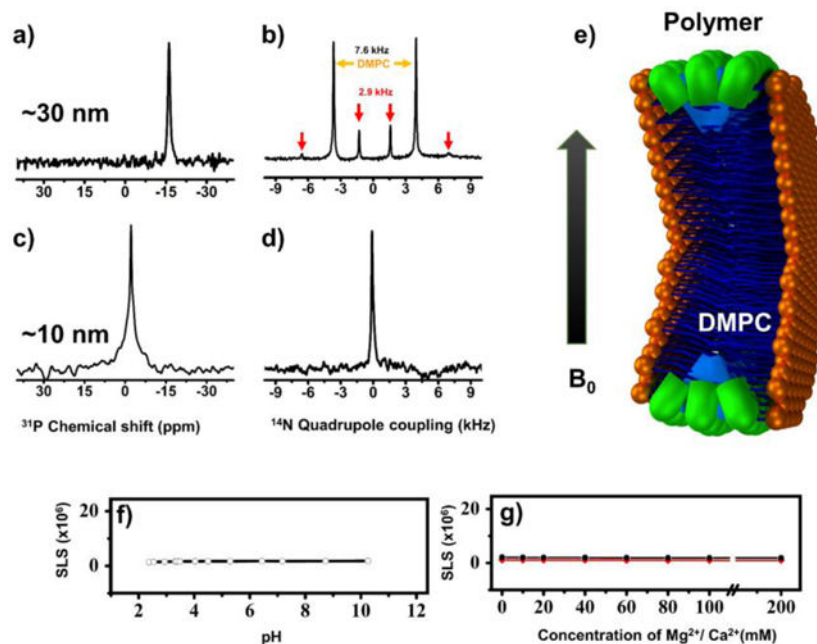 a)
~30 nm
30 15 0 -15 -30
b)
7.6 kHz
DMPC
2.9 kHz
-9 -6 -3 0 3 6 9
c)
~10 nm
30 15 0 -15 -30
³¹P Chemical shift (ppm)
d)
-9 -6 -3 0 3 6 9
¹⁴N Quadrupole coupling (kHz)
e)
Polymer
DMPC
B₀
f)
SLS (x10⁶)
20
0
2 4 6 8 10 12
pH
g)
SLS (x10⁶)
20
0
0 20 40 60 80 100 200
Concentration of Mg²⁺/ Ca²⁺(mM)